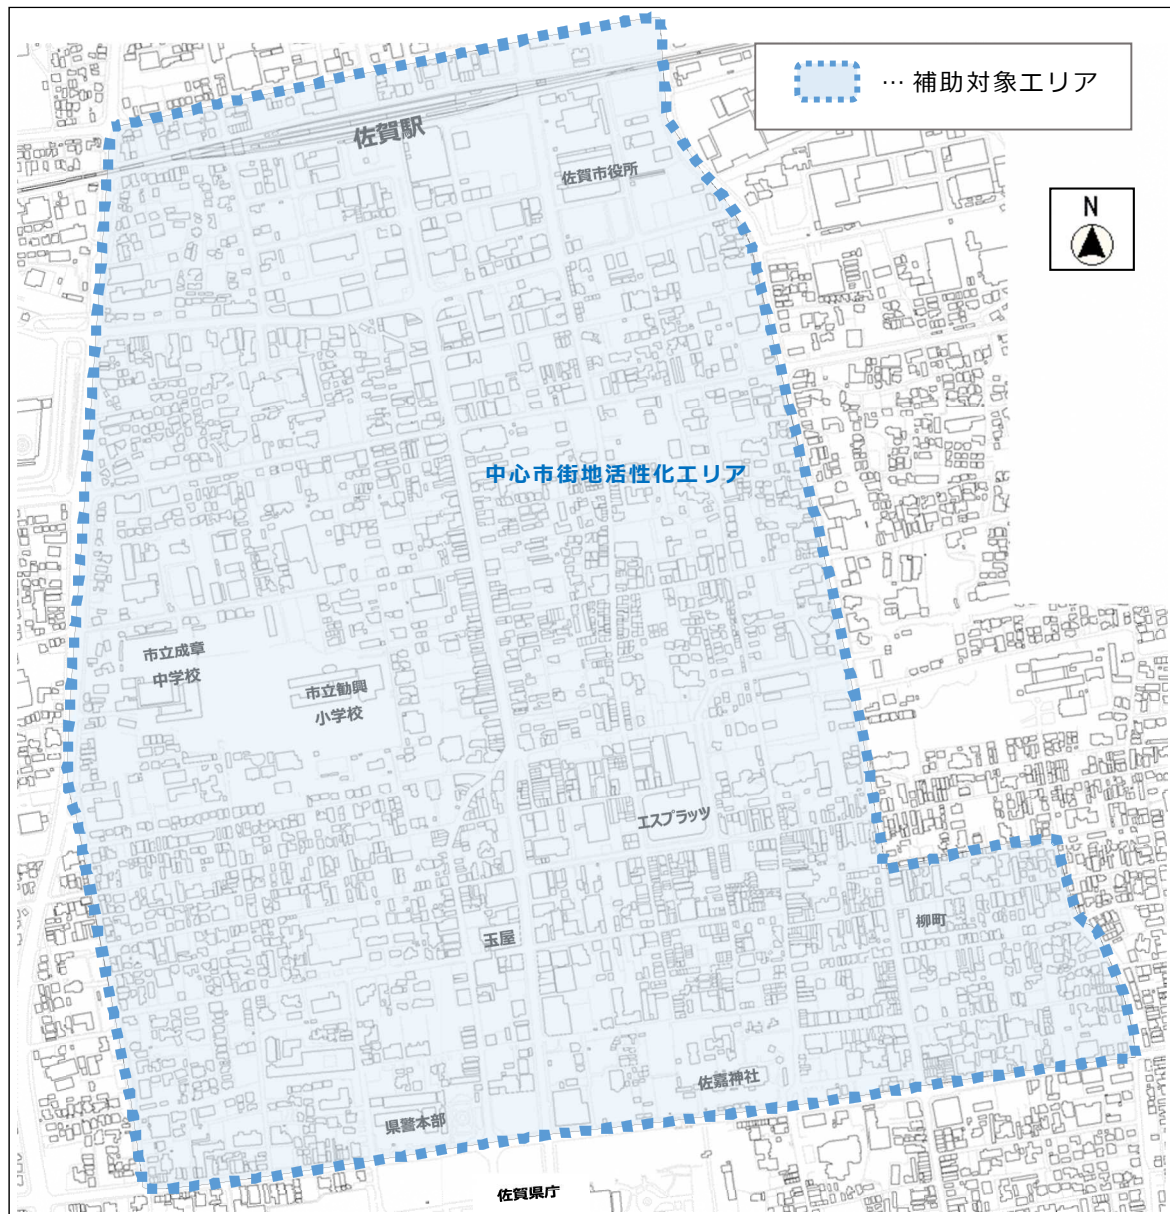 … 補助対象エリア
N
佐賀駅
佐賀市役所
中心市街地活性化エリア
市立成章
中学校
市立勧興
小学校
エスプラッツ
柳町
玉屋
佐嘉神社
県警本部
佐賀県庁